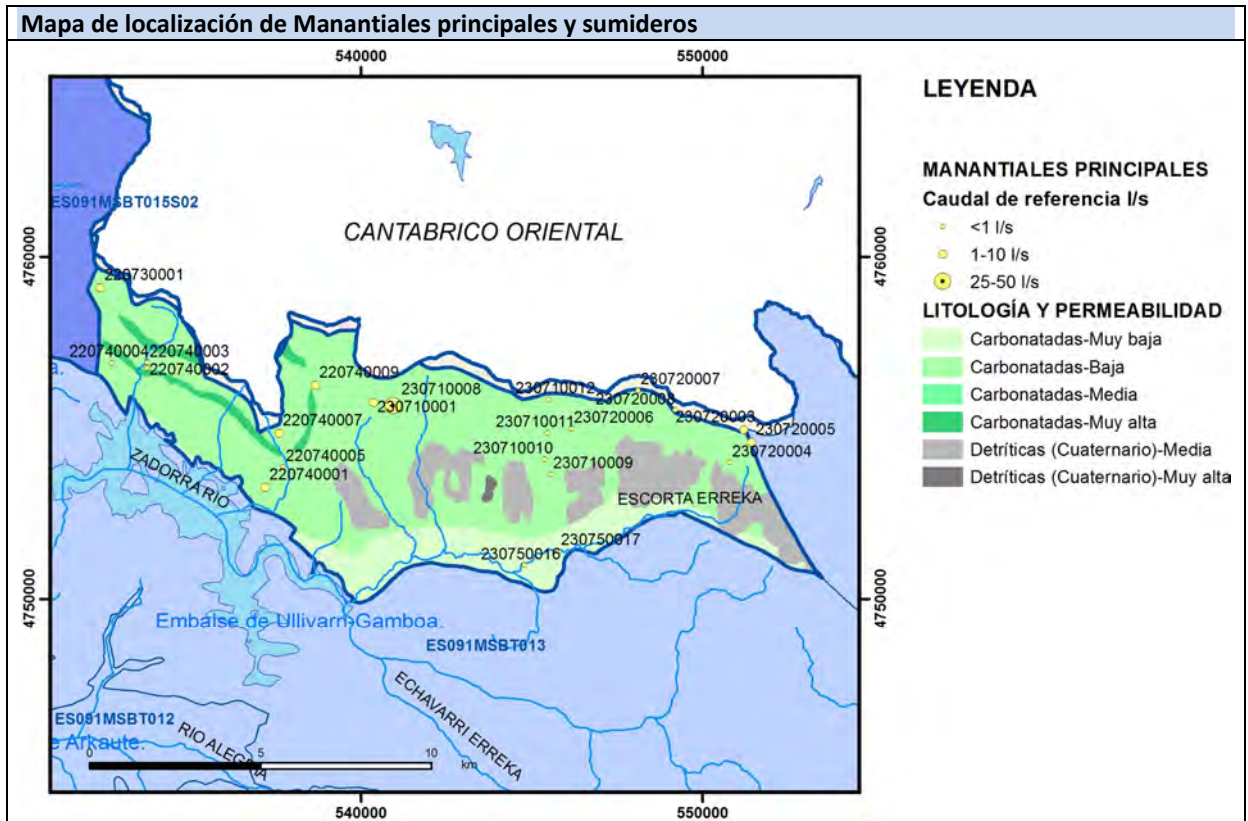 Mapa de localización de Manantiales principales y sumideros
540000
550000
ES091MSBT015S02
CANTABRICO ORIENTAL
4760000
4760000
220730001
220740004
220740003
220740002
220740009
230710008
230710001
230710012
230720007
230720008
230720003
230720005
230710011
230720006
220740007
230720004
220740005
230710010
230710009
220740001
ZADORRA RIO
ESCORTA ERREKA
230750016
230750017
4750000
4750000
Embalse de Ullivarri-Gamboa.
ES091MSBT013
ECHAVARRI ERREKA
ES091MSBT012
e Arkaute.
RIO ALEGRIA
0
5
10
km
540000
550000
LEYENDA
MANANTIALES PRINCIPALES
Caudal de referencia l/s
<1 l/s
1-10 l/s
25-50 l/s
LITOLOGÍA Y PERMEABILIDAD
Carbonatadas-Muy baja
Carbonatadas-Baja
Carbonatadas-Media
Carbonatadas-Muy alta
Detríticas (Cuaternario)-Media
Detríticas (Cuaternario)-Muy alta